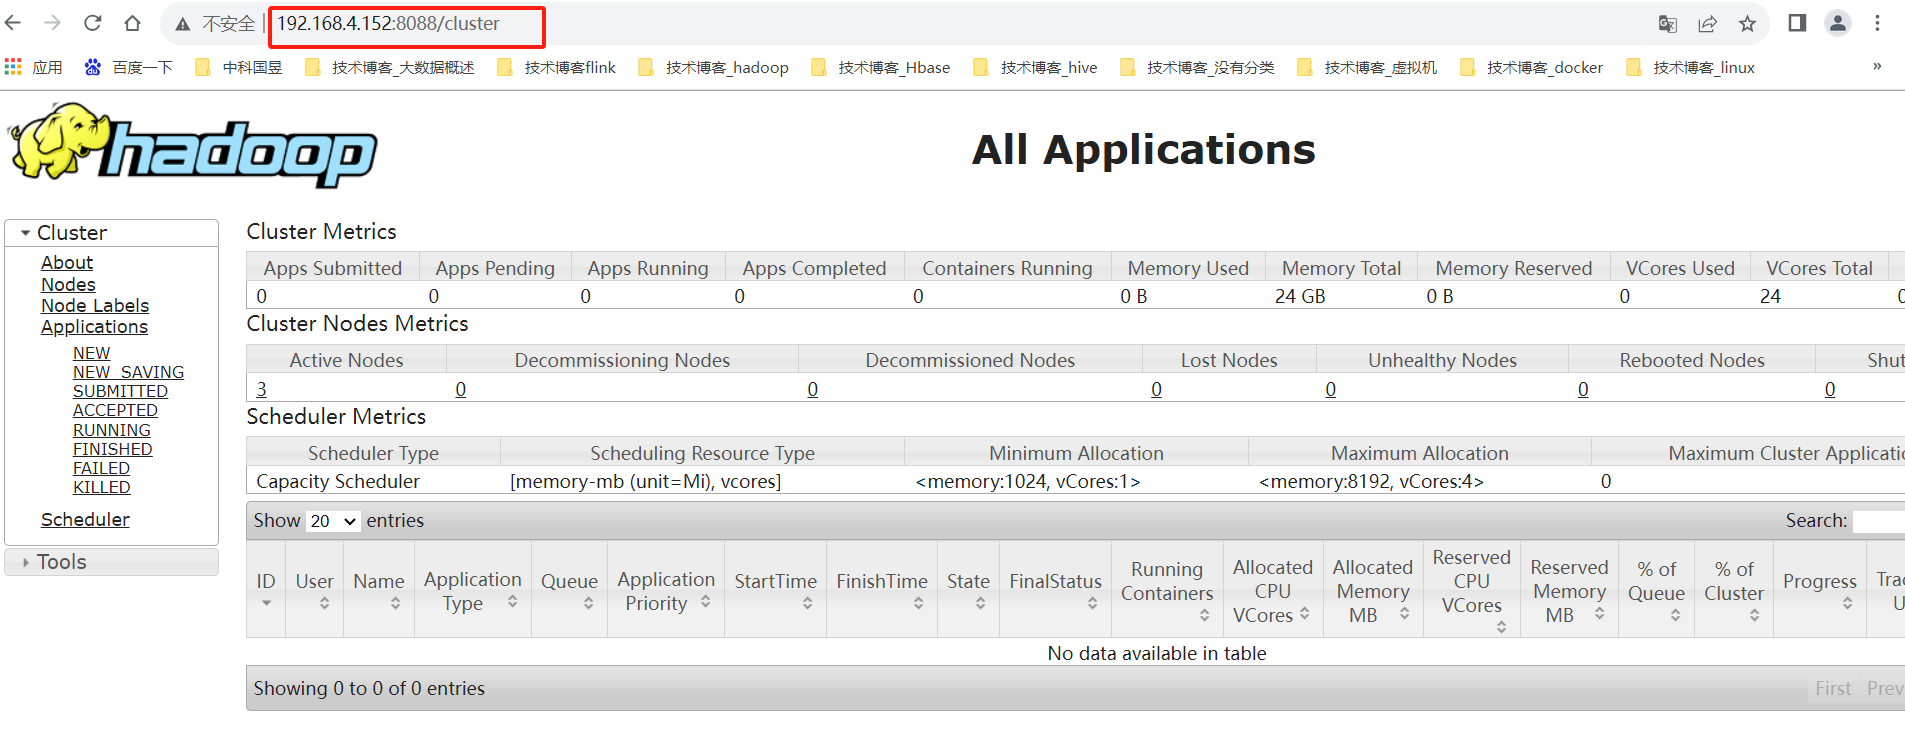 不安全 192.168.4.152:8088/cluster
应用 百度一下 中科国昱 技术博客_大数据概述 技术博客flink 技术博客_hadoop 技术博客_Hbase 技术博客_hive 技术博客_没有分类 技术博客_虚拟机 技术博客_docker 技术博客_linux »
hadoop
All Applications
Cluster
About
Nodes
Node Labels
Applications
NEW
NEW_SAVING
SUBMITTED
ACCEPTED
RUNNING
FINISHED
FAILED
KILLED
Scheduler
Tools
Cluster Metrics
Apps Submitted Apps Pending Apps Running Apps Completed Containers Running Memory Used Memory Total Memory Reserved VCores Used VCores Total
0 0 0 0 0 0 B 24 GB 0 B 0 24 0
Cluster Nodes Metrics
Active Nodes Decommissioning Nodes Decommissioned Nodes Lost Nodes Unhealthy Nodes Rebooted Nodes Shut
3 0 0 0 0 0 0
Scheduler Metrics
Scheduler Type Scheduling Resource Type Minimum Allocation Maximum Allocation Maximum Cluster Applicatio
Capacity Scheduler [memory-mb (unit=Mi), vcores] <memory:1024, vCores:1> <memory:8192, vCores:4> 0
Show 20 entries Search:
ID User Name Application Type Queue Application Priority StartTime FinishTime State FinalStatus Running Containers Allocated CPU VCores Allocated Memory MB Reserved CPU VCores Reserved Memory MB % of Queue % of Cluster Progress Trac U
No data available in table
Showing 0 to 0 of 0 entries First Prev